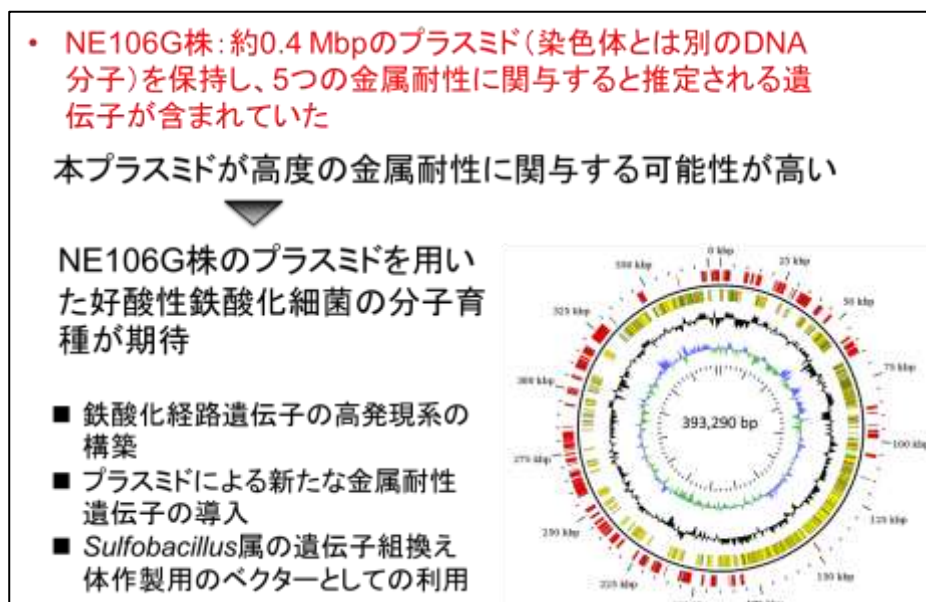 • NE106G株：約0.4 Mbpのプラスミド（染色体とは別のDNA
分子）を保持し、5つの金属耐性に関与すると推定される遺
伝子が含まれていた
本プラスミドが高度の金属耐性に関与する可能性が高い
NE106G株のプラスミドを用い
た好酸性鉄酸化細菌の分子育
種が期待
■ 鉄酸化経路遺伝子の高発現系の
構築
■ プラスミドによる新たな金属耐性
遺伝子の導入
■ Sulfobacillus属の遺伝子組換え
体作製用のベクターとしての利用
0 kbp
25 kbp
50 kbp
75 kbp
100 kbp
125 kbp
150 kbp
225 kbp
250 kbp
275 kbp
300 kbp
325 kbp
393,290 bp